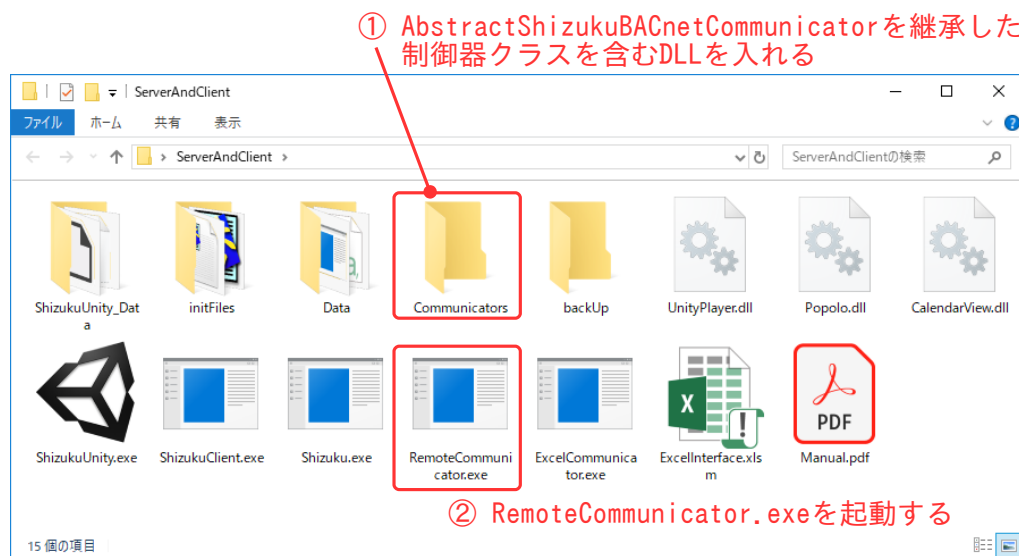 ① AbstractShizukuBACnetCommunicatorを継承した
制御器クラスを含むDLLを入れる
ServerAndClient
ファイル ホーム 共有 表示
ServerAndClient
ServerAndClientの検索
ShizukuUnity_Dat
a
initFiles
Data
Communicators
backUp
UnityPlayer.dll
Popolo.dll
CalendarView.dll
PDF
ShizukuUnity.exe
ShizukuClient.exe
Shizuku.exe
RemoteCommuni
cator.exe
ExcelCommunica
tor.exe
ExcelInterface.xls
m
Manual.pdf
② RemoteCommunicator.exeを起動する
15 個の項目